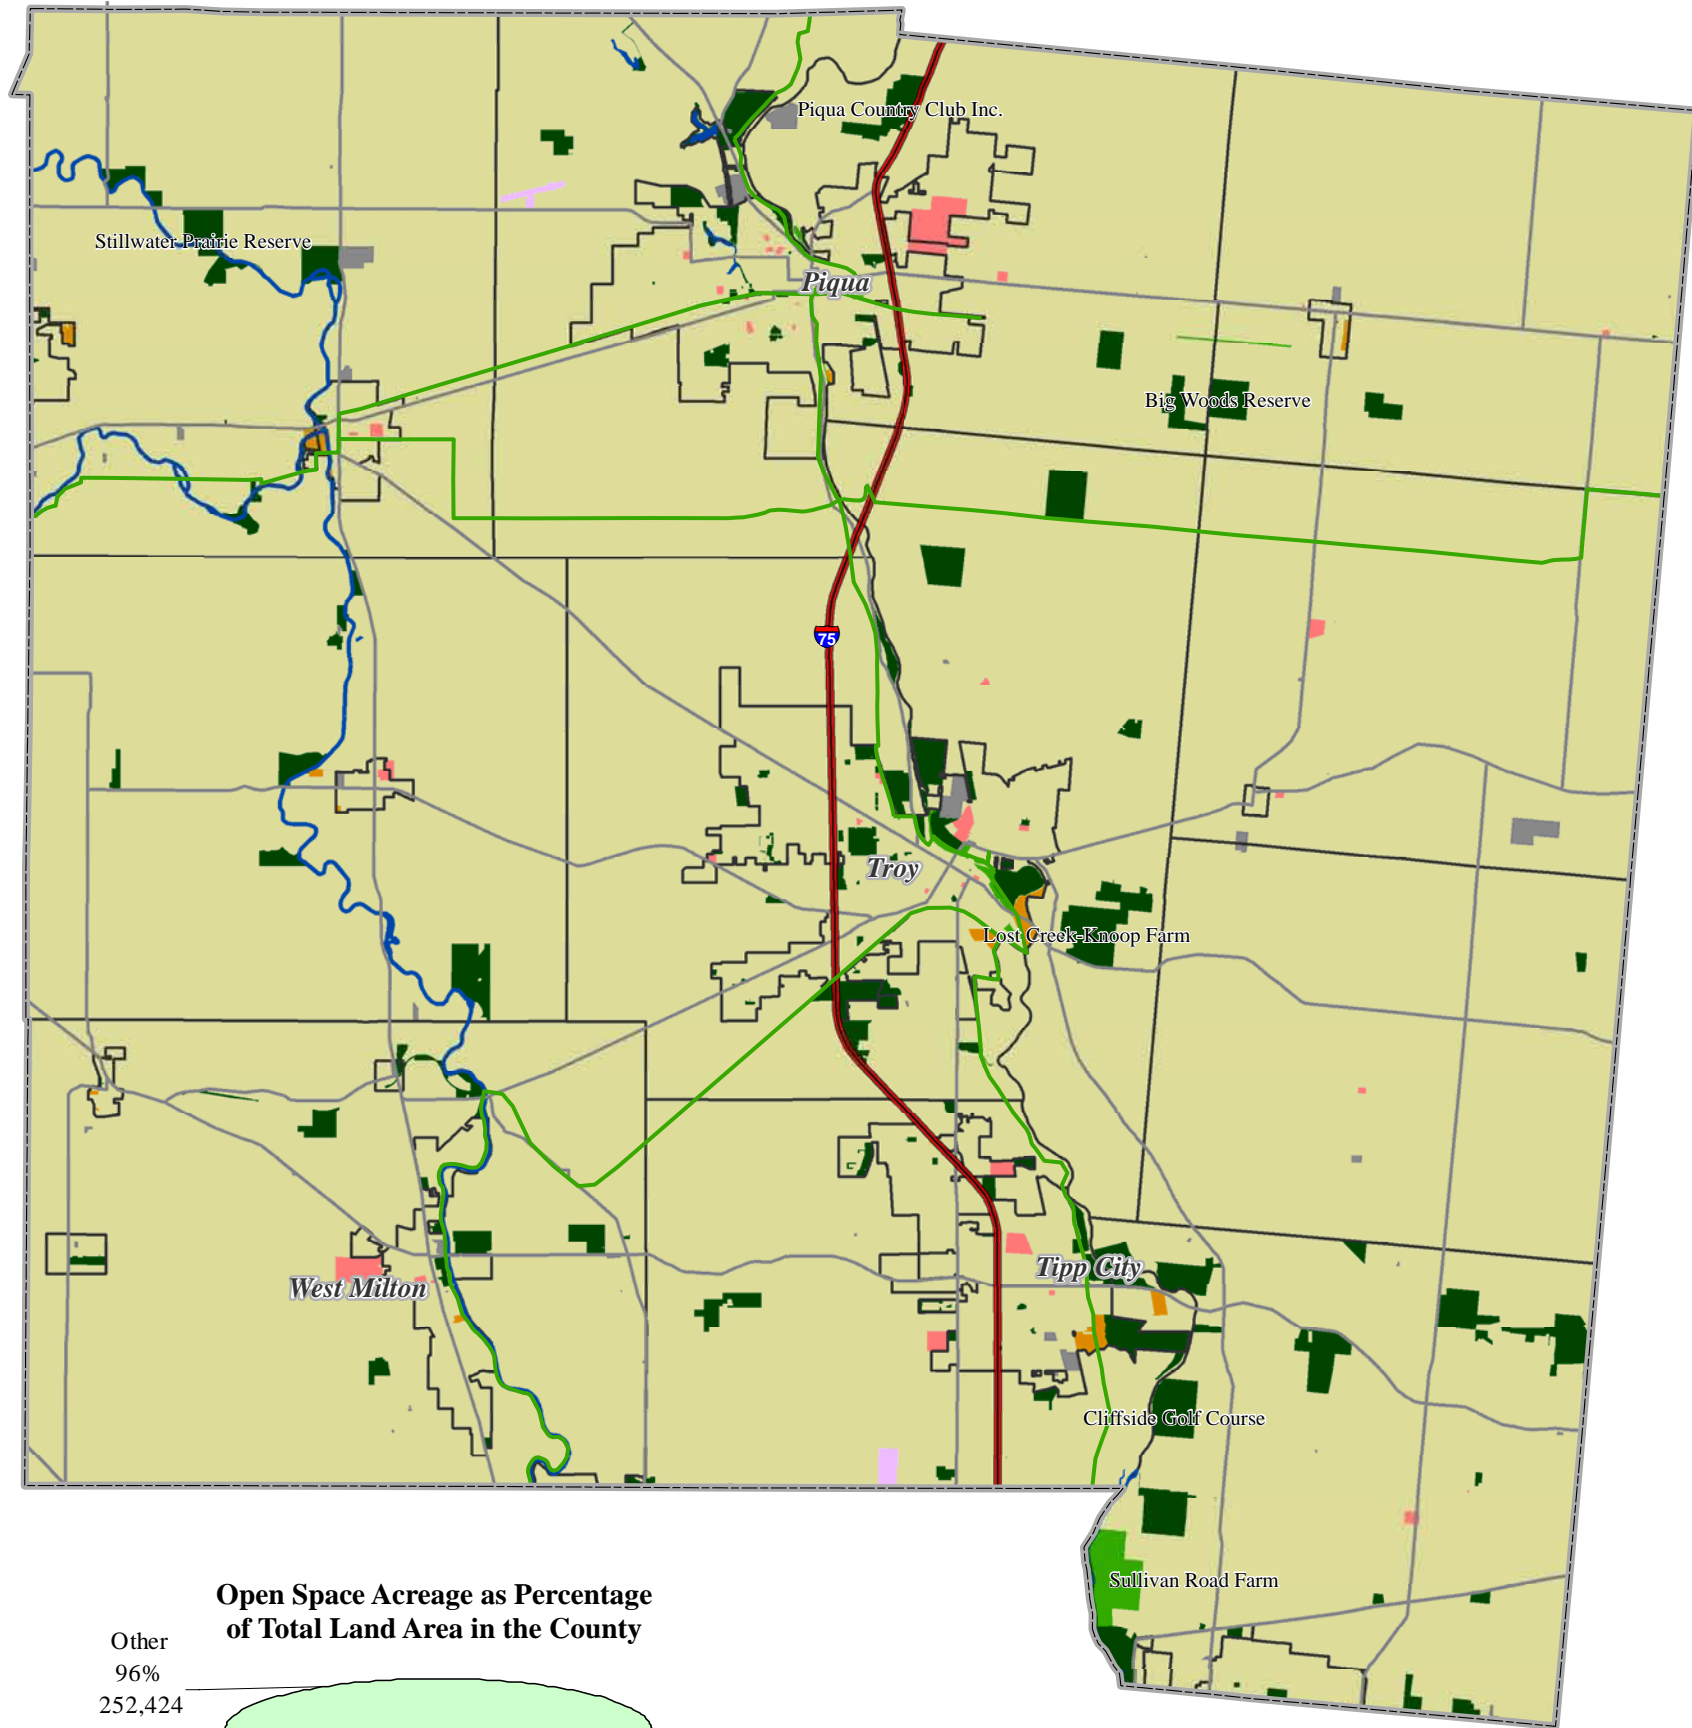 Piqua Country Club Inc.
Stillwater Prairie Reserve
Piqua
Big Woods Reserve
75
Troy
Lost Creek-Knoop Farm
Tipp City
West Milton
Cliffside Golf Course
Sullivan Road Farm
Open Space Acreage as Percentage
of Total Land Area in the County
Other
96%
252,424